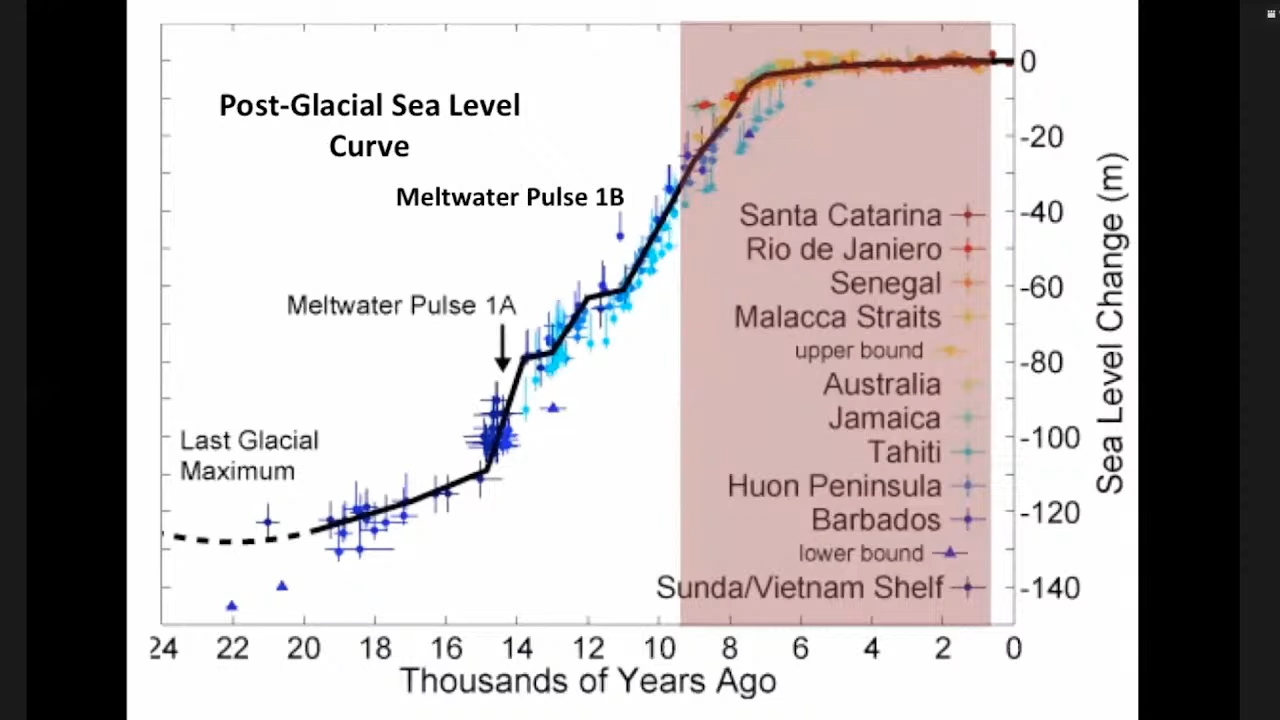 Post-Glacial Sea Level
Curve
Meltwater Pulse 1B
Meltwater Pulse 1A
Last Glacial
Maximum
Santa Catarina
Rio de Janiero
Senegal
Malacca Straits
upper bound
Australia
Jamaica
Tahiti
Huon Peninsula
Barbados
lower bound
Sunda/Vietnam Shelf
0
-20
-40
-60
-80
-100
-120
-140
Sea Level Change (m)
24 22 20 18 16 14 12 10 8 6 4 2 0
Thousands of Years Ago